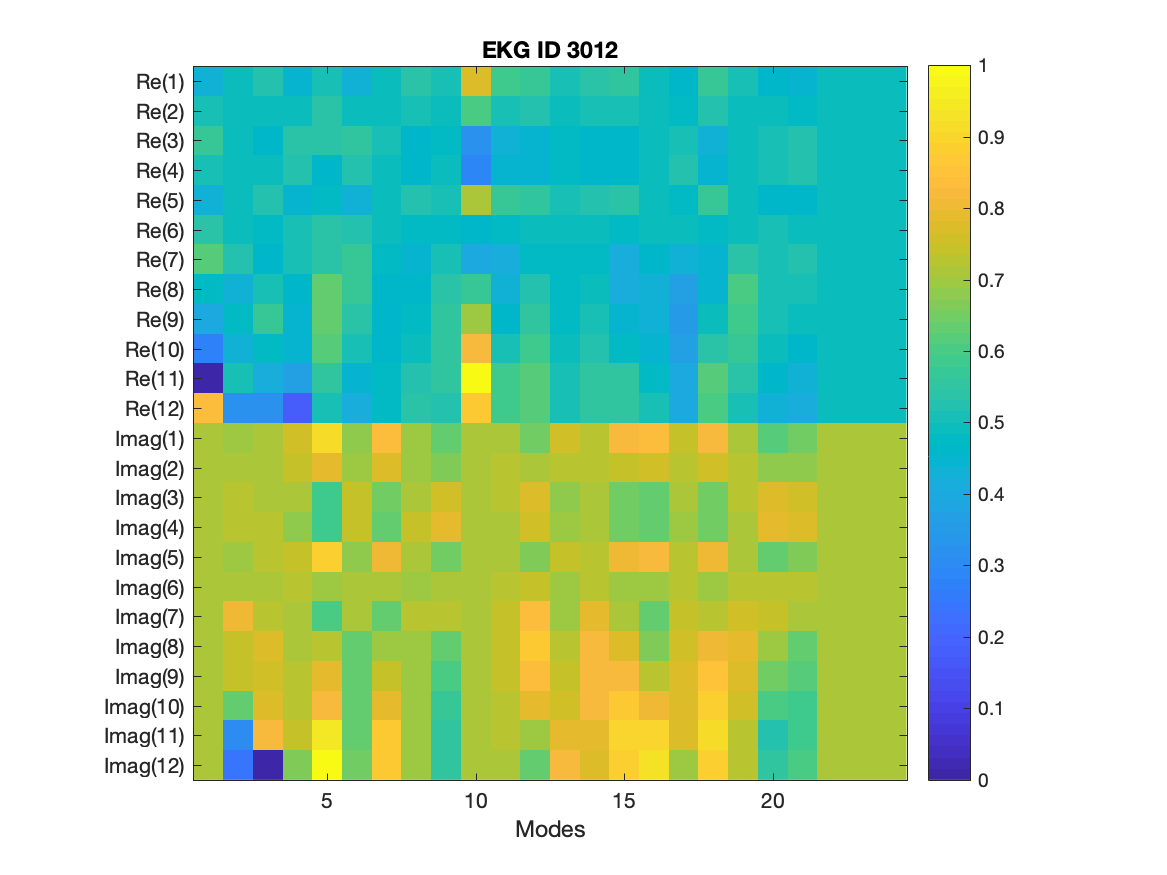 EKG ID 3012
Re(1)
Re(2)
Re(3)
Re(4)
Re(5)
Re(6)
Re(7)
Re(8)
Re(9)
Re(10)
Re(11)
Re(12)
Imag(1)
Imag(2)
Imag(3)
Imag(4)
Imag(5)
Imag(6)
Imag(7)
Imag(8)
Imag(9)
Imag(10)
Imag(11)
Imag(12)
5 10 15 20
Modes
1
0.9
0.8
0.7
0.6
0.5
0.4
0.3
0.2
0.1
0